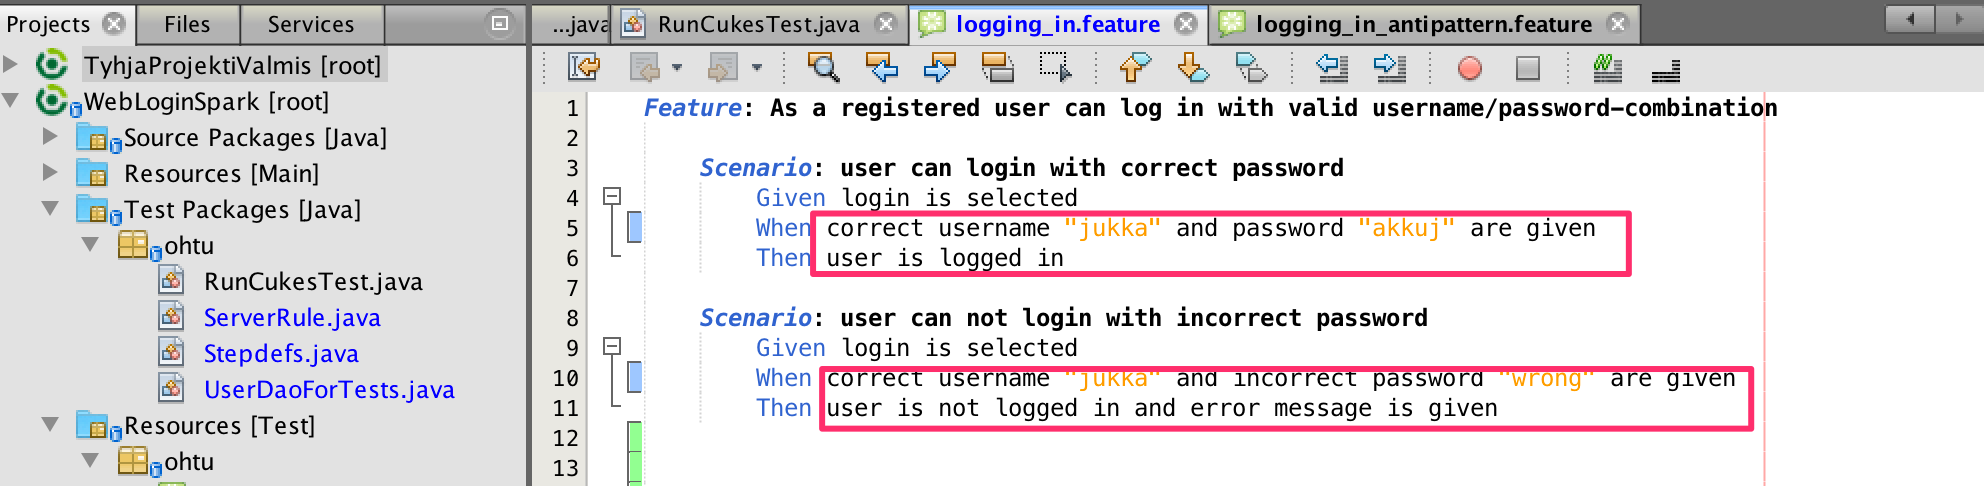 Projects Files Services
...java RunCukesTest.java logging_in.feature logging_in_antipattern.feature
TyhjaProjektiValmis [root]
WebLoginSpark [root]
Source Packages [Java]
Resources [Main]
Test Packages [Java]
ohtu
RunCukesTest.java
ServerRule.java
Stepdefs.java
UserDaoForTests.java
Resources [Test]
ohtu
1 Feature: As a registered user can log in with valid username/password-combination
2
3 Scenario: user can login with correct password
4 Given login is selected
5 When correct username "jukka" and password "akkuj" are given
6 Then user is logged in
7
8 Scenario: user can not login with incorrect password
9 Given login is selected
10 When correct username "jukka" and incorrect password "wrong" are given
11 Then user is not logged in and error message is given
12
13